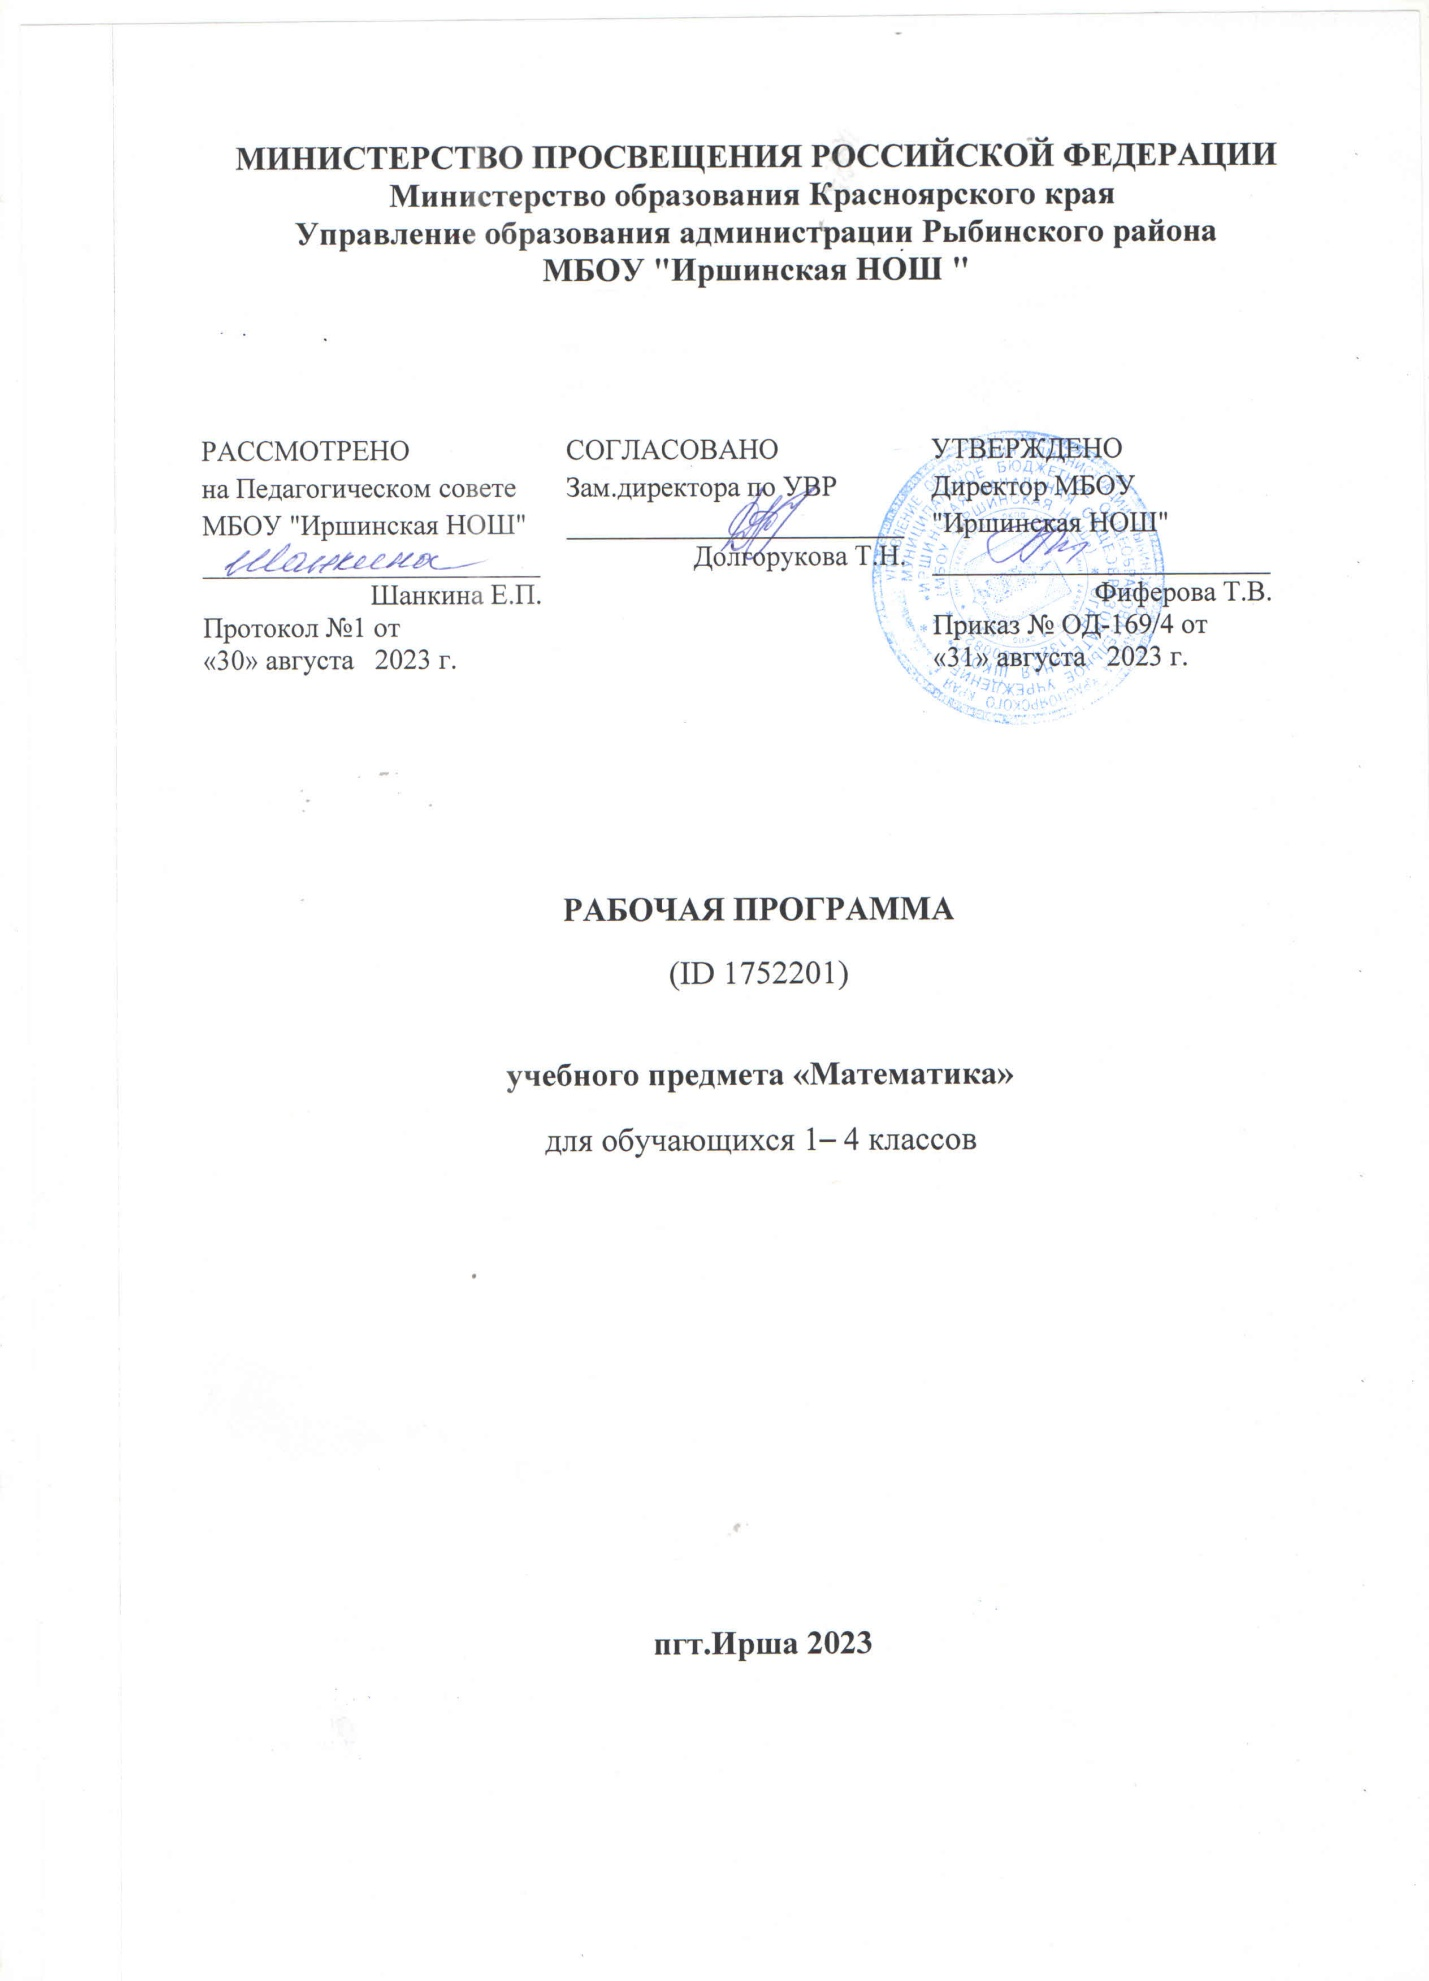 МИНИСТЕРСТВО ПРОСВЕЩЕНИЯ РОССИЙСКОЙ ФЕДЕРАЦИИ
Министерство образования Красноярского края
Управление образования администрации Рыбинского района
МБОУ "Иршинская НОШ "
РАССМОТРЕНО
на Педагогическом совете
МБОУ "Иршинская НОШ"
Шанкина
Шанкина Е.П.
Протокол №1 от
«30» августа 2023 г.
СОГЛАСОВАНО
Зам.директора по УВР
Долгорукова Т.Н.
УТВЕРЖДЕНО
Директор МБОУ
"Иршинская НОШ"
Фиферова Т.В.
Приказ № ОД-169/4 от
«31» августа 2023 г.
РАБОЧАЯ ПРОГРАММА
(ID 1752201)
учебного предмета «Математика»
для обучающихся 1– 4 классов
пгт.Ирша 2023